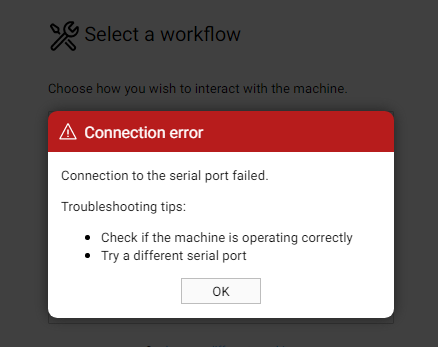 Select a workflow
Choose how you wish to interact with the machine.
Connection error
Connection to the serial port failed.
Troubleshooting tips:
Check if the machine is operating correctly
Try a different serial port
OK